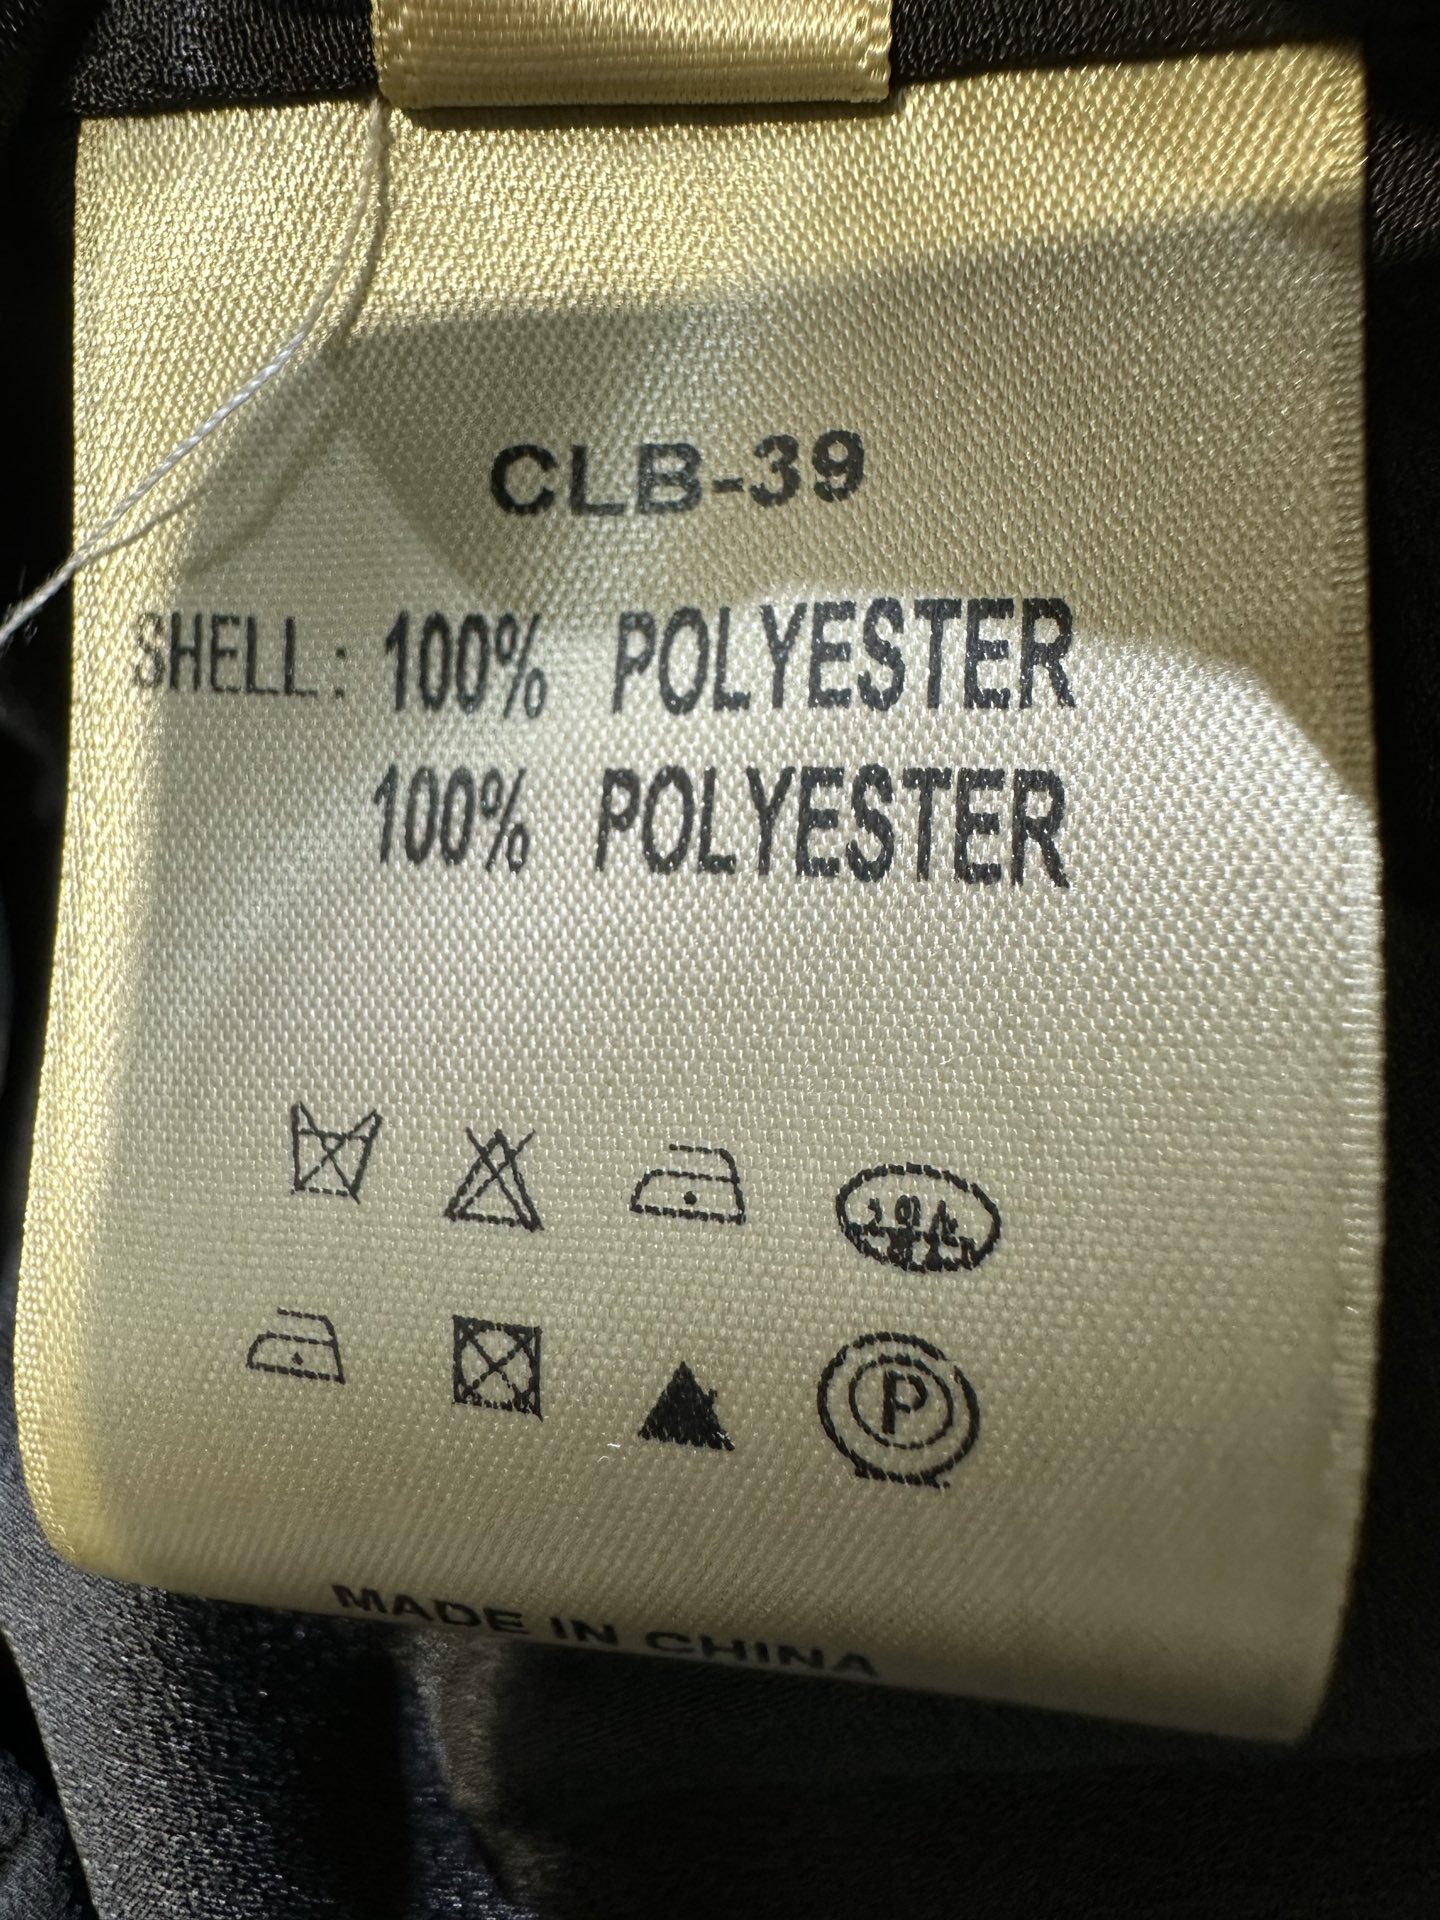 CLB-39
SHELL: 100% POLYESTER
100% POLYESTER
P
MADE IN CHINA